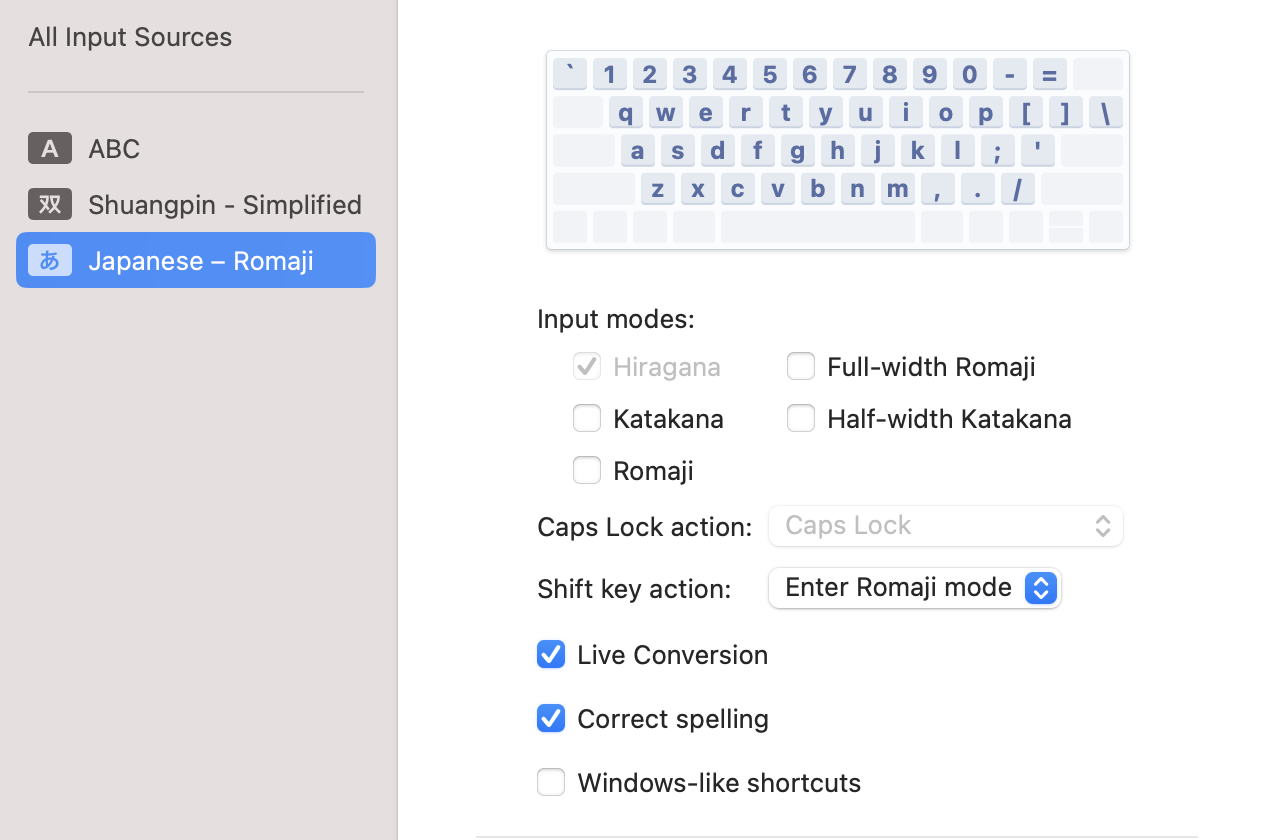 All Input Sources
A ABC
双 Shuangpin - Simplified
あ Japanese – Romaji
` 1 2 3 4 5 6 7 8 9 0 - =
q w e r t y u i o p [ ] \
a s d f g h j k l ; '
z x c v b n m , . /
Input modes:
Hiragana Full-width Romaji
Katakana Half-width Katakana
Romaji
Caps Lock action: Caps Lock
Shift key action: Enter Romaji mode
Live Conversion
Correct spelling
Windows-like shortcuts